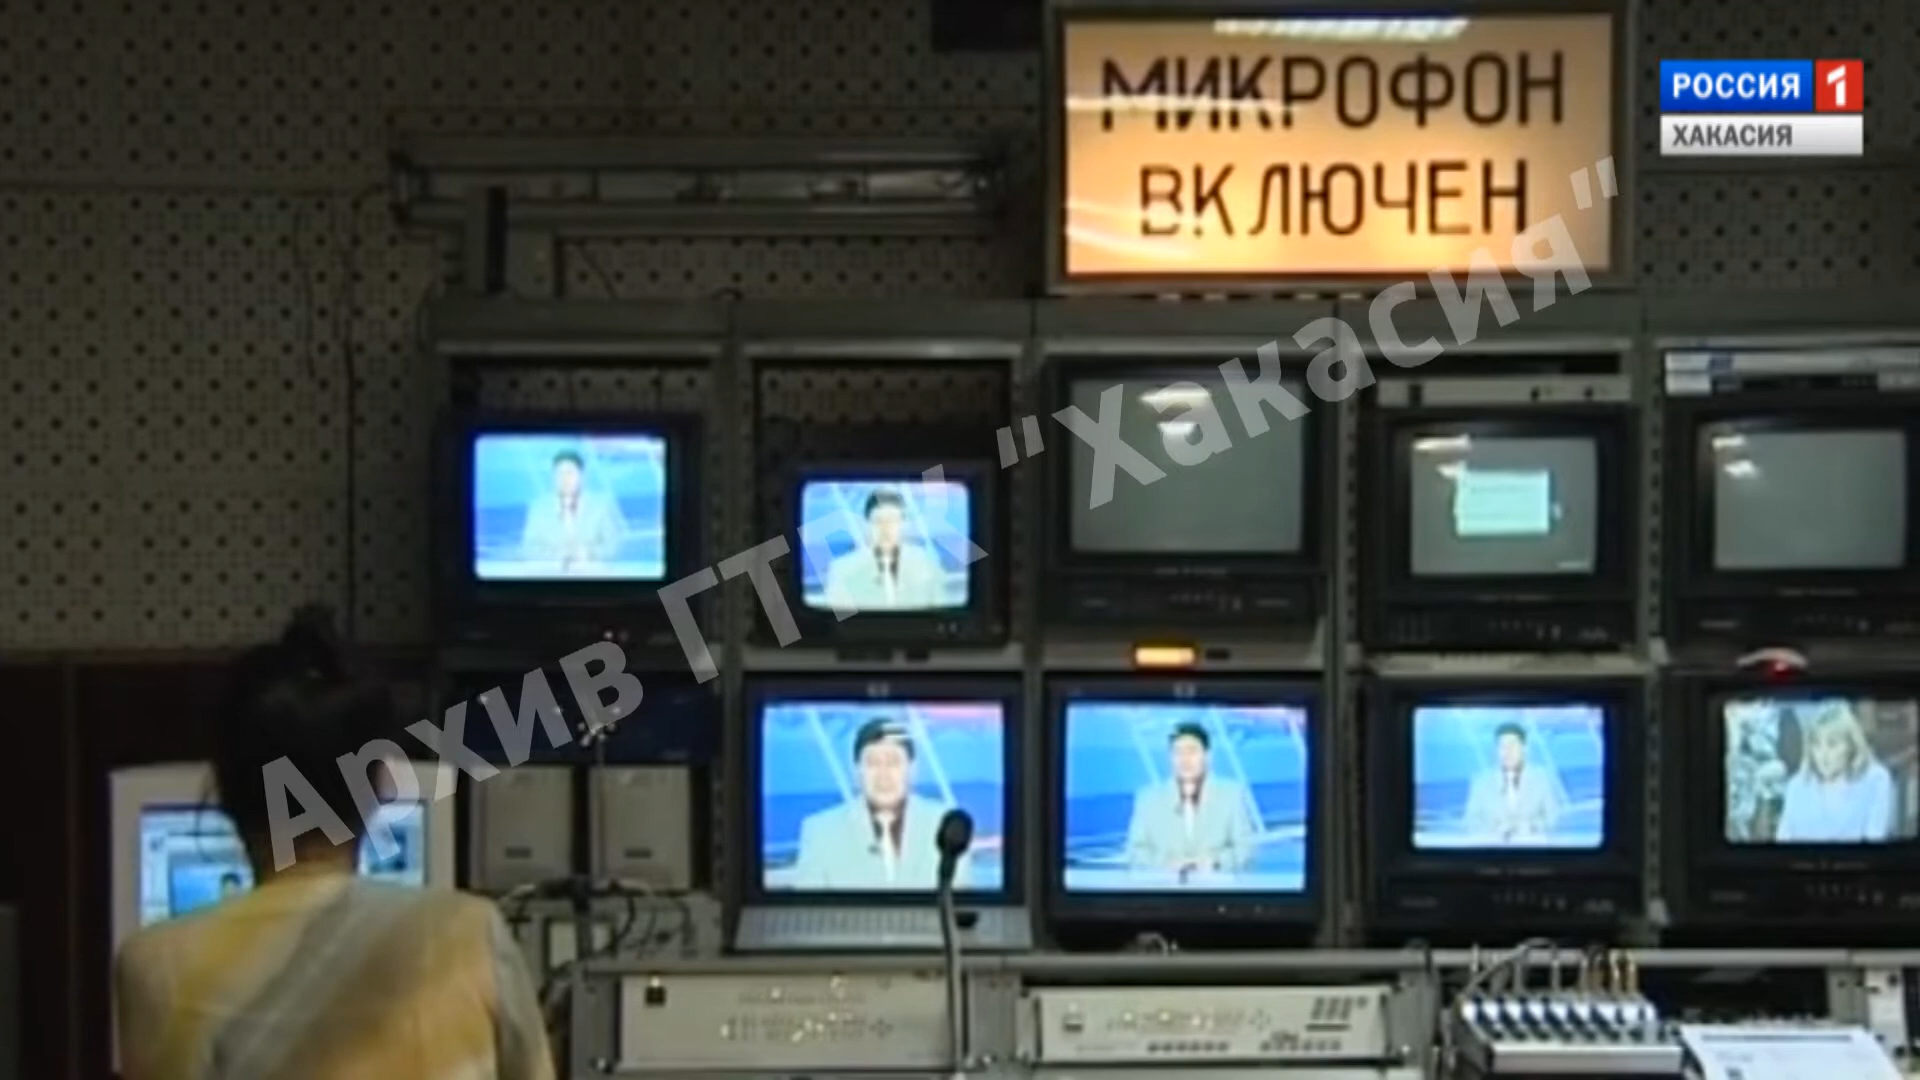 МИКРОФОН
ВКЛЮЧЕН
РОССИЯ 1
ХАКАСИЯ
Архив ГТРК "Хакасия"